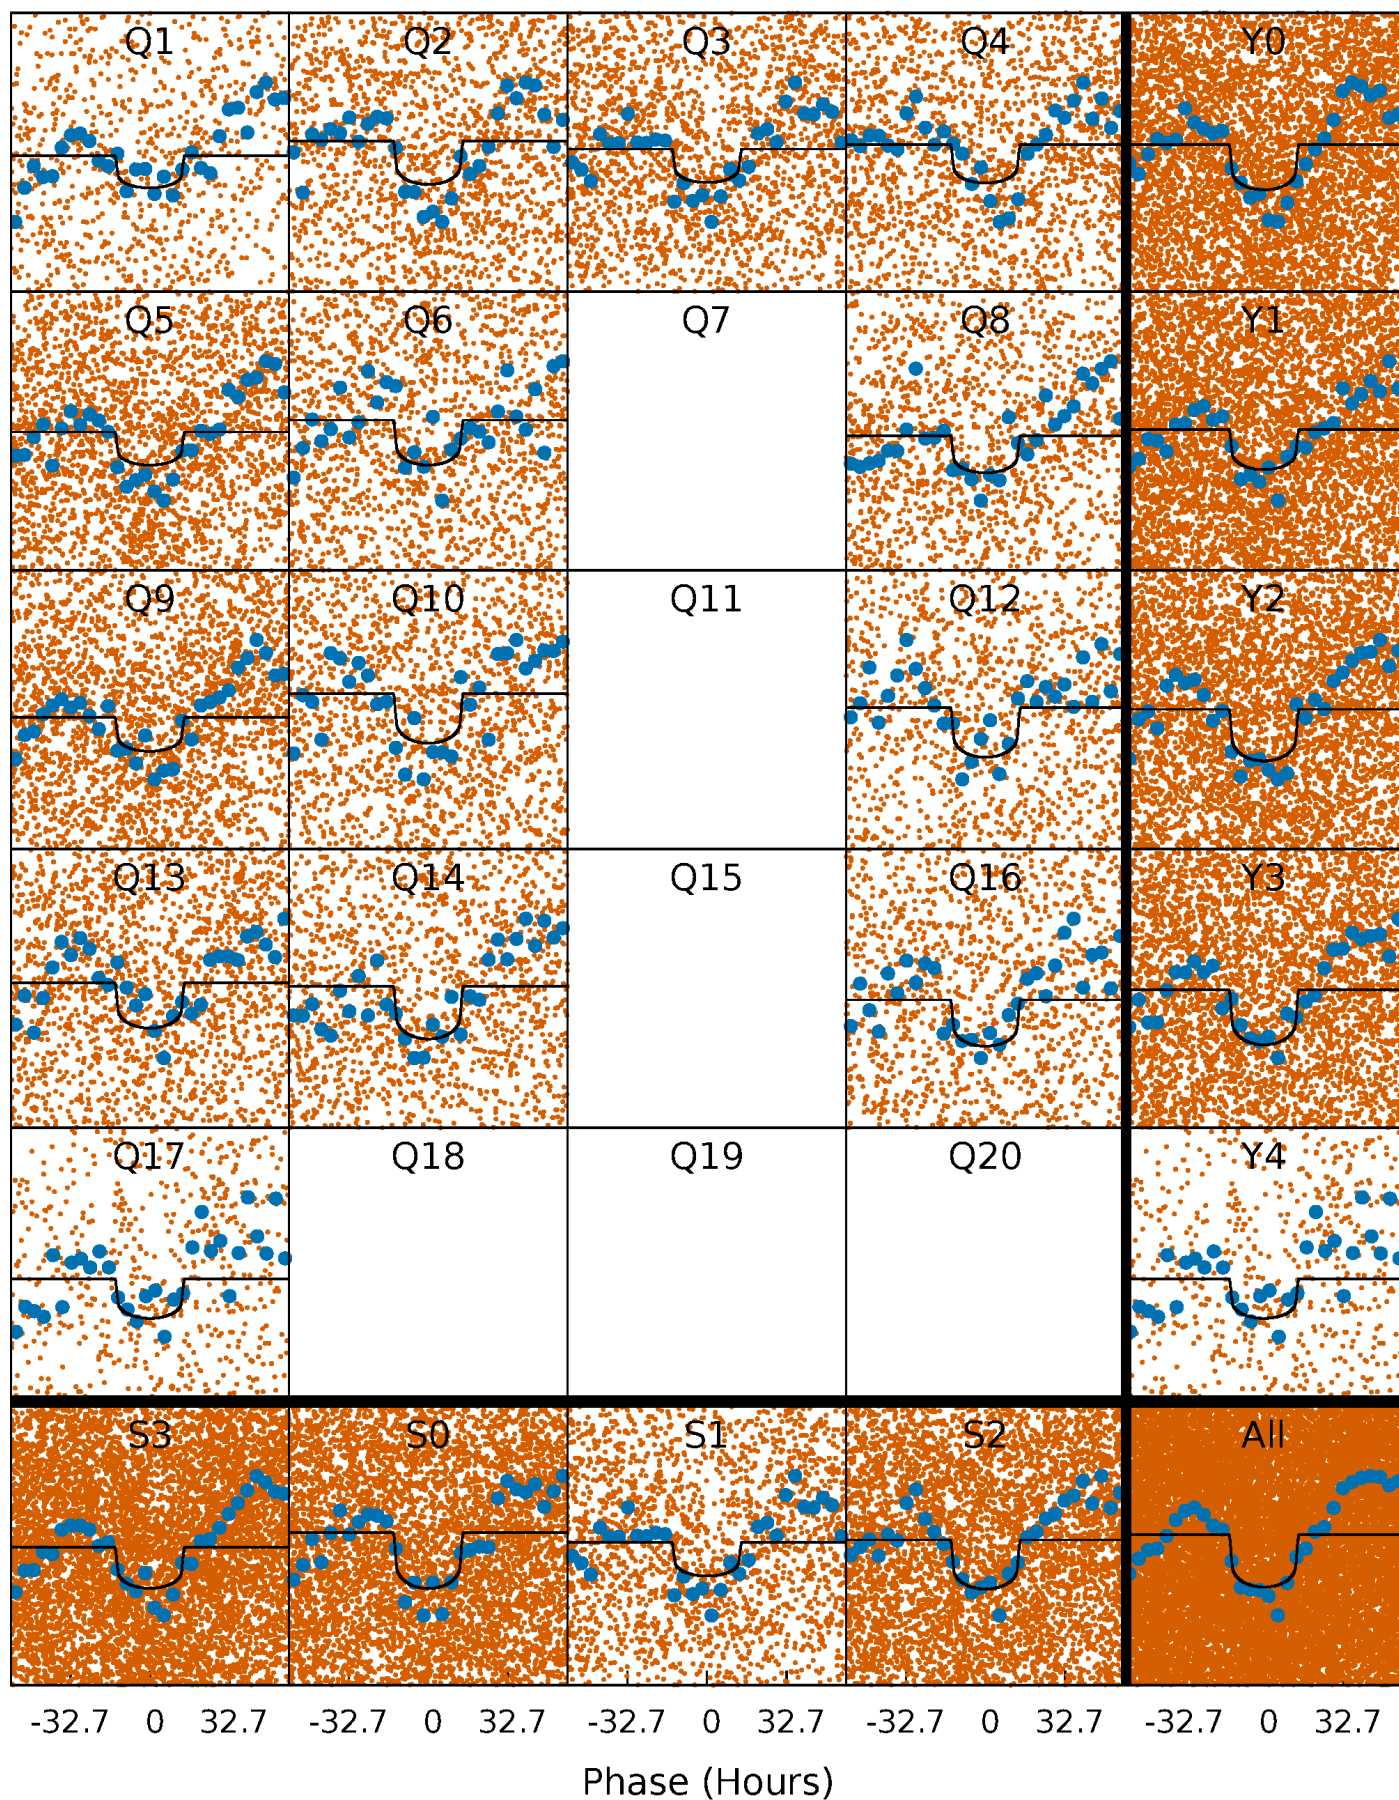 Q1 Q2 Q3 Q4 Y0
Q5 Q6 Q7 Q8 Y1
Q9 Q10 Q11 Q12 Y2
Q13 Q14 Q15 Q16 Y3
Q17 Q18 Q19 Q20 Y4
S3 S0 S1 S2 All
-32.7 0 32.7 -32.7 0 32.7 -32.7 0 32.7 -32.7 0 32.7 -32.7 0 32.7
Phase (Hours)